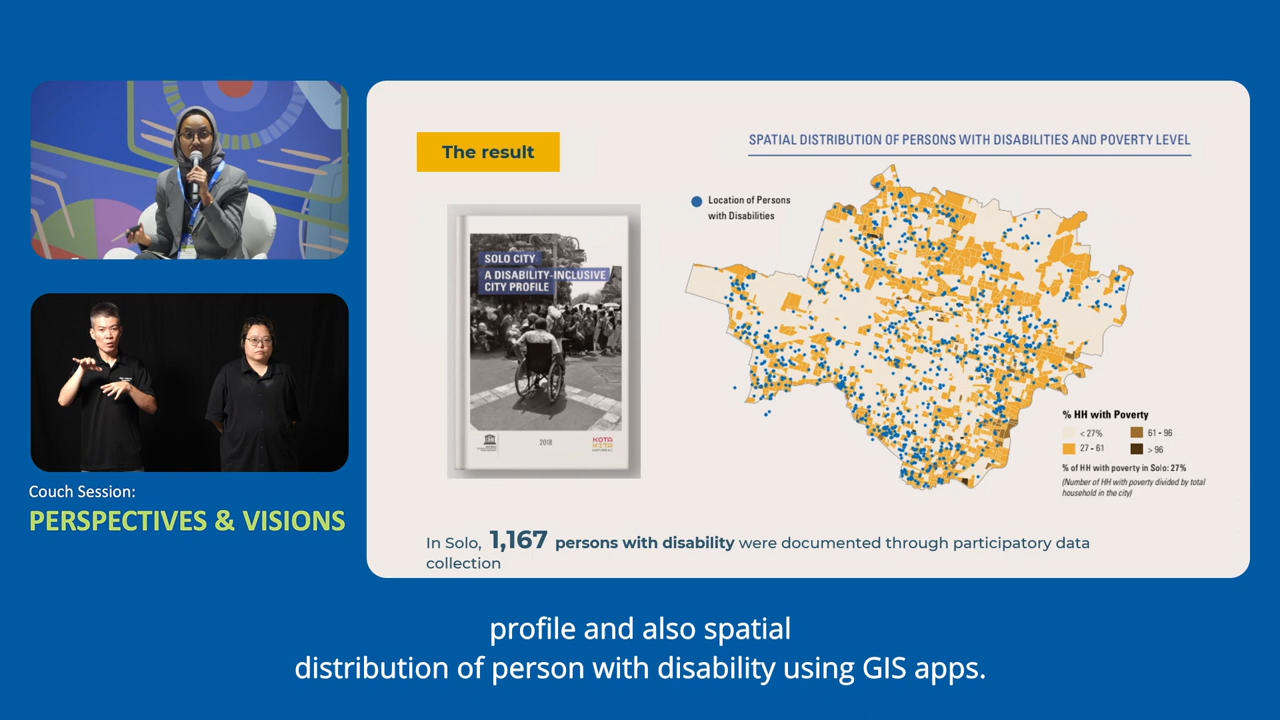 Couch Session:
PERSPECTIVES & VISIONS
The result
SOLO CITY
A DISABILITY-INCLUSIVE
CITY PROFILE
2018
KOTA
KITA
SPATIAL DISTRIBUTION OF PERSONS WITH DISABILITIES AND POVERTY LEVEL
Location of Persons
with Disabilities
% HH with Poverty
< 27% 61 - 96
27 - 61 > 96
% of HH with poverty in Solo: 27%
(Number of HH with poverty divided by total
household in the city)
In Solo, 1,167 persons with disability were documented through participatory data
collection
profile and also spatial
distribution of person with disability using GIS apps.